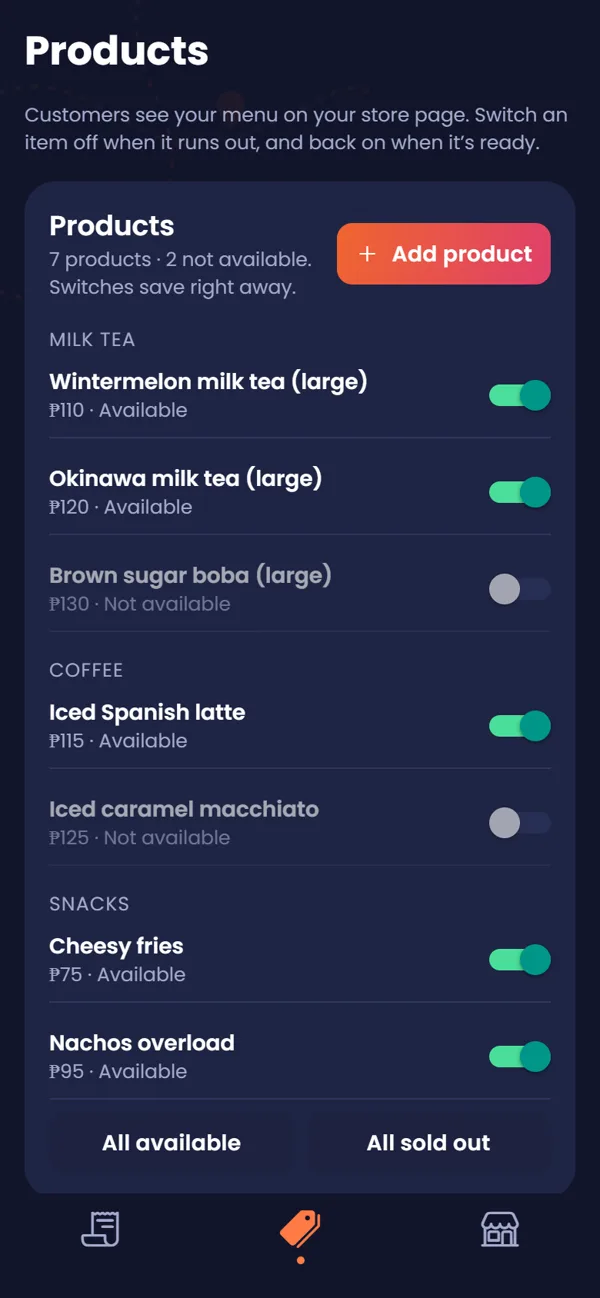 Products
Customers see your menu on your store page. Switch an
item off when it runs out, and back on when it’s ready.
Products
7 products · 2 not available.
Switches save right away.
+ Add product
MILK TEA
Wintermelon milk tea (large)
₱110 · Available
Okinawa milk tea (large)
₱120 · Available
Brown sugar boba (large)
₱130 · Not available
COFFEE
Iced Spanish latte
₱115 · Available
Iced caramel macchiato
₱125 · Not available
SNACKS
Cheesy fries
₱75 · Available
Nachos overload
₱95 · Available
All available
All sold out